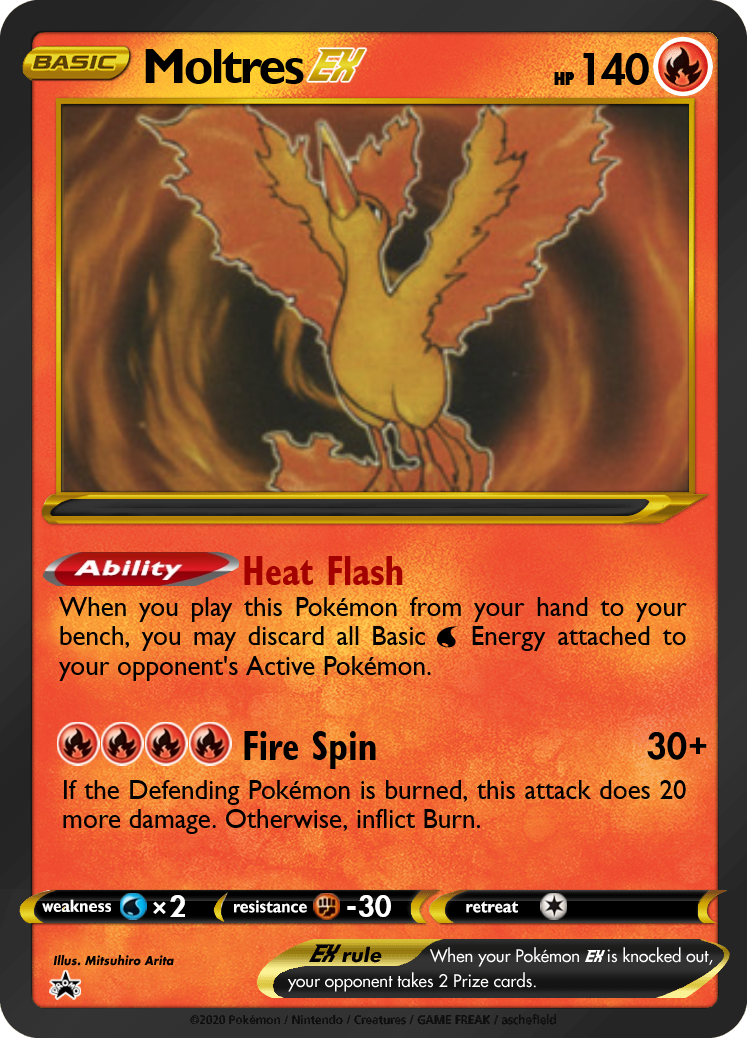 BASIC Moltres EX HP 140
Ability Heat Flash
When you play this Pokémon from your hand to your
bench, you may discard all Basic Energy attached to
your opponent's Active Pokémon.
Fire Spin 30+
If the Defending Pokémon is burned, this attack does 20
more damage. Otherwise, inflict Burn.
weakness ×2 resistance -30 retreat
Illus. Mitsuhiro Arita
PROMO
EX rule When your Pokémon EX is knocked out,
your opponent takes 2 Prize cards.
©2020 Pokémon / Nintendo / Creatures / GAME FREAK / aschefield